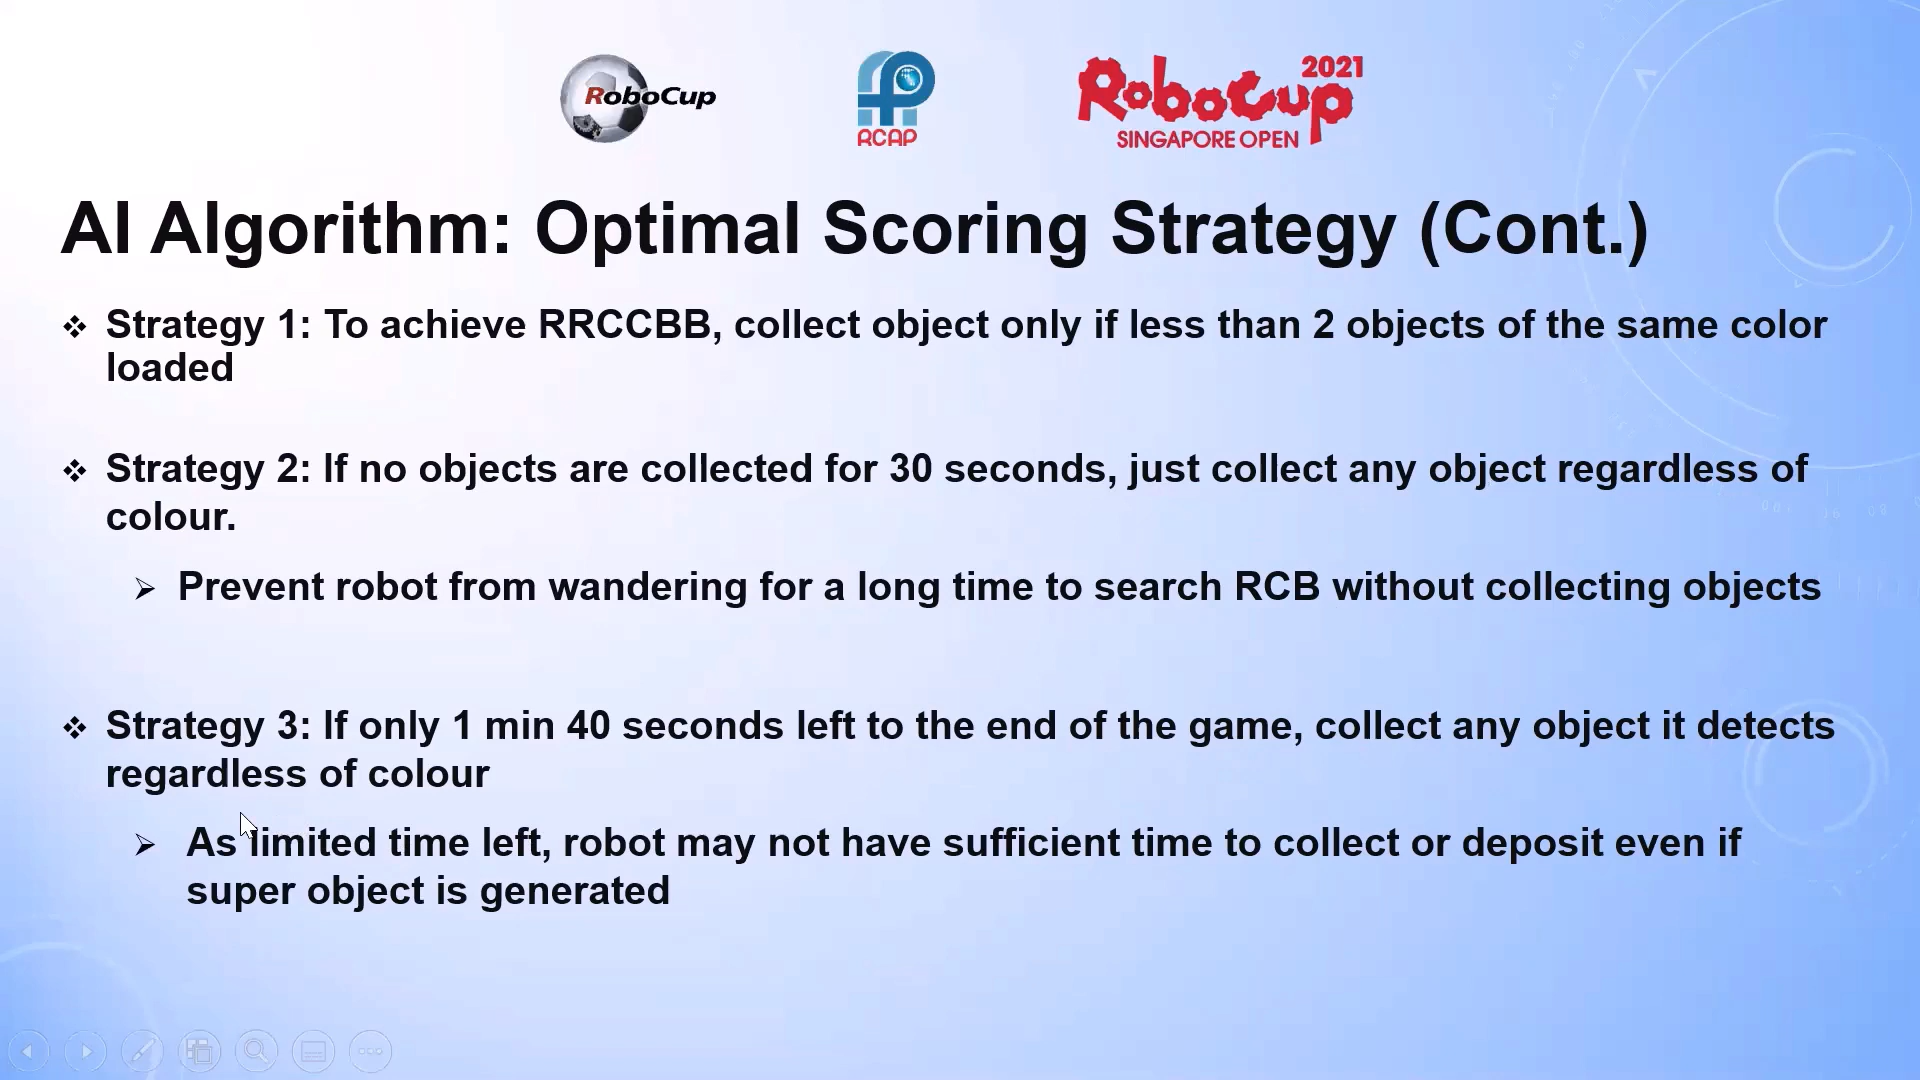 RoboCup
RCAP
2021
RoboCup
SINGAPORE OPEN
AI Algorithm: Optimal Scoring Strategy (Cont.)
Strategy 1: To achieve RRCCBB, collect object only if less than 2 objects of the same color
loaded
Strategy 2: If no objects are collected for 30 seconds, just collect any object regardless of
colour.
Prevent robot from wandering for a long time to search RCB without collecting objects
Strategy 3: If only 1 min 40 seconds left to the end of the game, collect any object it detects
regardless of colour
As limited time left, robot may not have sufficient time to collect or deposit even if
super object is generated